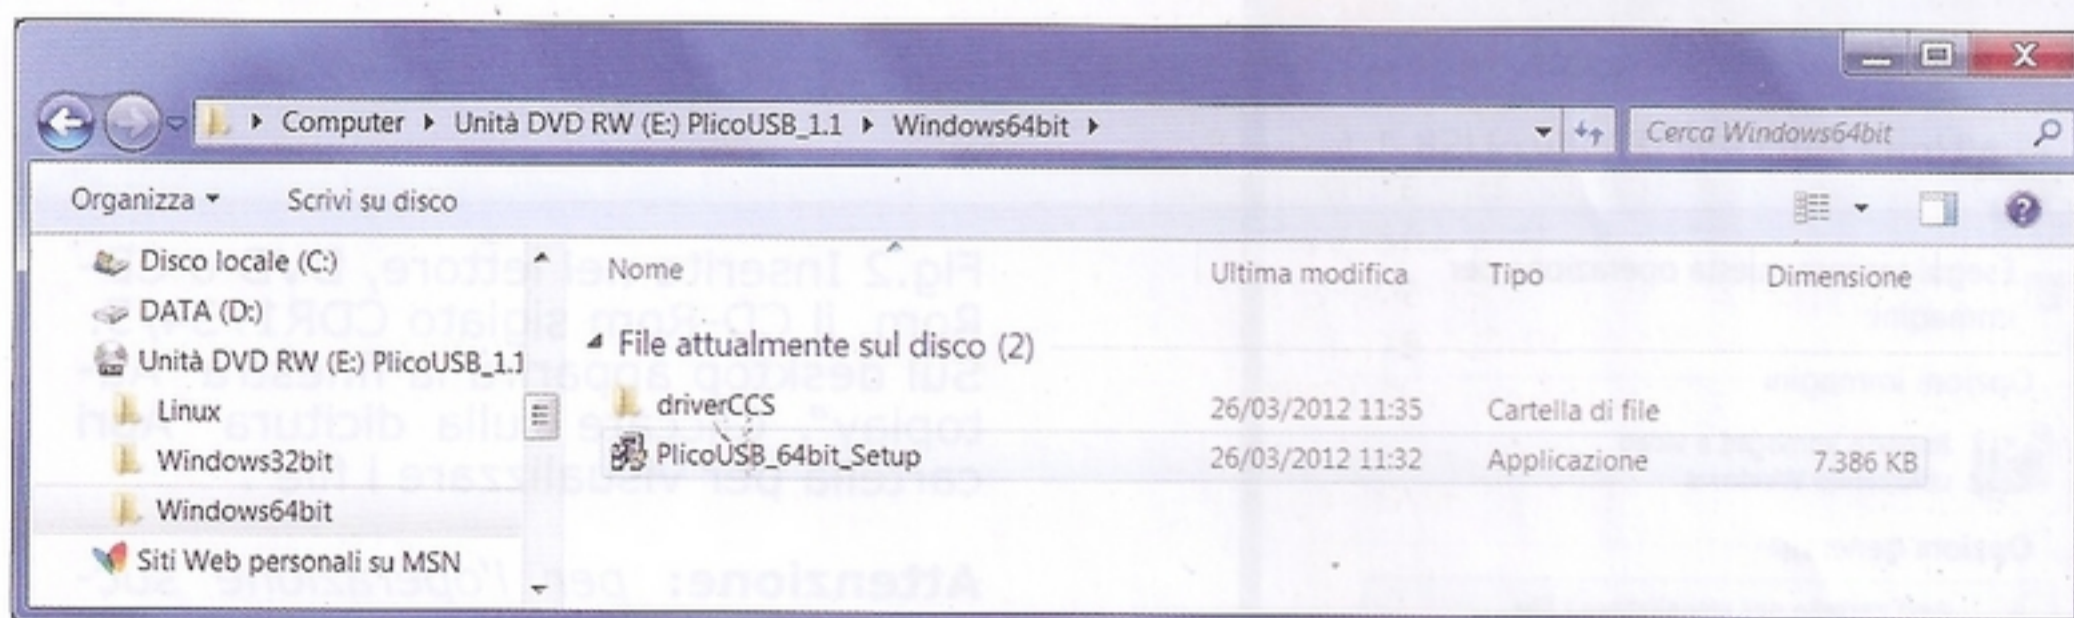 Computer Unità DVD RW (E:) PlicoUSB_1.1 Windows64bit Cerca Windows64bit
Organizza Scrivi su disco
Disco locale (C:)
DATA (D:)
Unità DVD RW (E:) PlicoUSB_1.1
Linux
Windows32bit
Windows64bit
Siti Web personali su MSN
Nome Ultima modifica Tipo Dimensione
File attualmente sul disco (2)
driverCCS 26/03/2012 11:35 Cartella di file
PlicoUSB_64bit_Setup 26/03/2012 11:32 Applicazione 7.386 KB